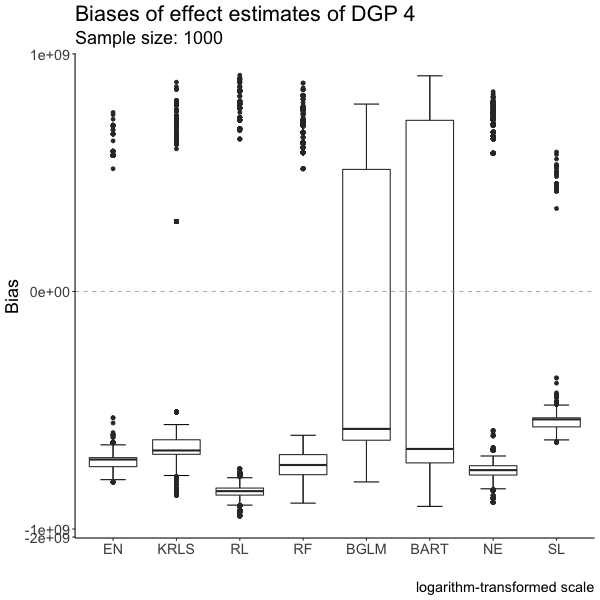 Biases of effect estimates of DGP 4
Sample size: 1000
1e+09
0e+00
-1e+09
-2e+09
Bias
EN KRLS RL RF BGLM BART NE SL
logarithm-transformed scale